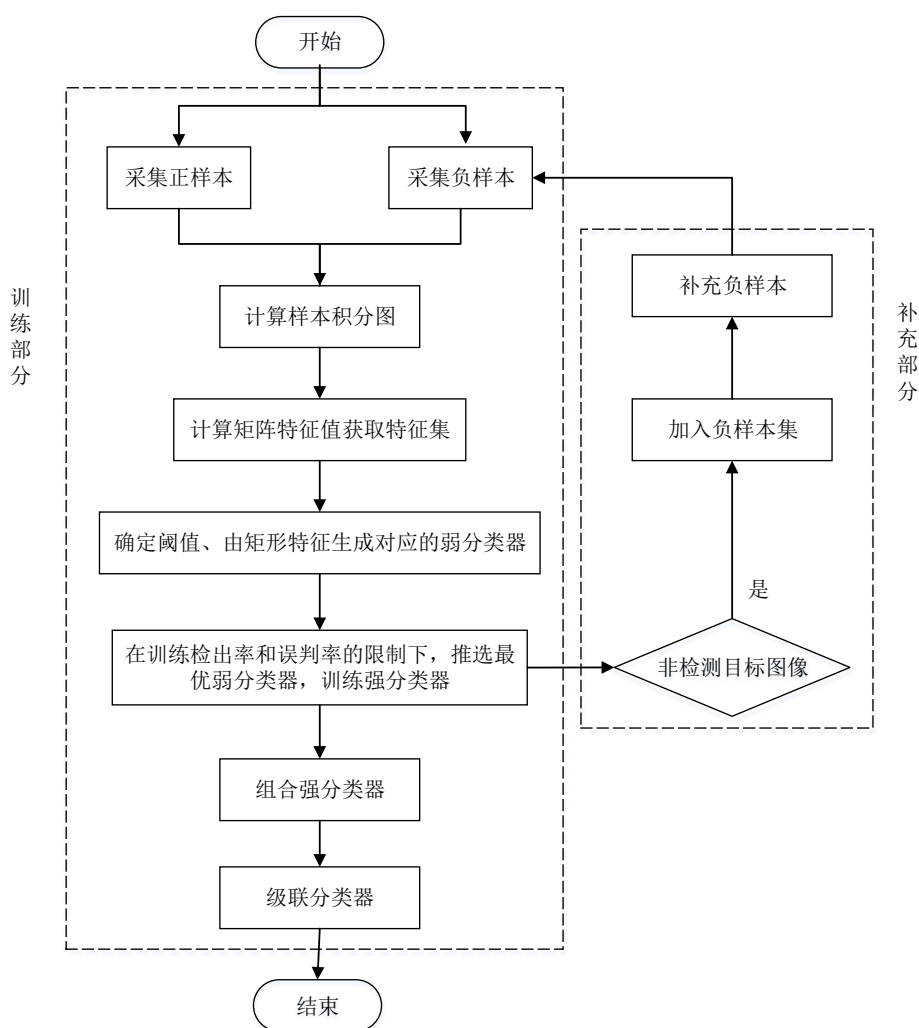 开始
采集正样本
采集负样本
计算样本积分图
计算矩阵特征值获取特征集
确定阈值、由矩形特征生成对应的弱分类器
在训练检出率和误判率的限制下，推选最
优弱分类器，训练强分类器
组合强分类器
级联分类器
结束
训练部分
补充负样本
加入负样本集
是
非检测目标图像
补充部分